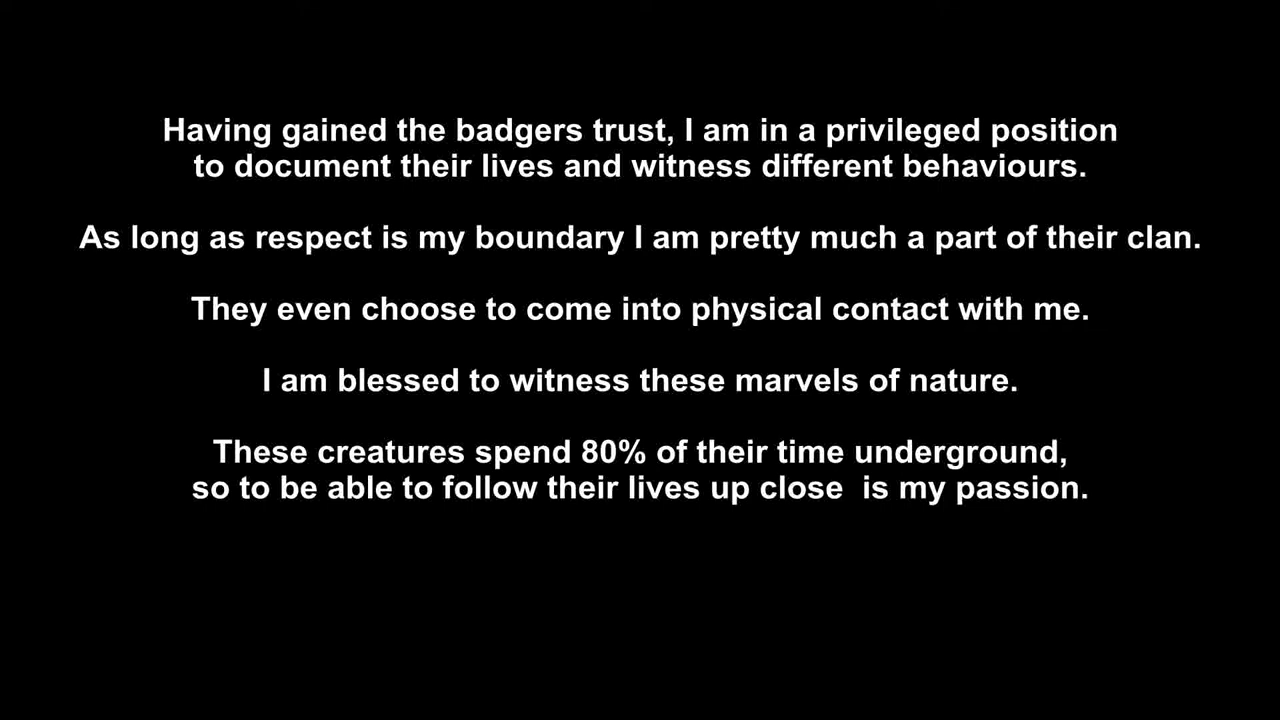 Having gained the badgers trust, I am in a privileged position
to document their lives and witness different behaviours.
As long as respect is my boundary I am pretty much a part of their clan.
They even choose to come into physical contact with me.
I am blessed to witness these marvels of nature.
These creatures spend 80% of their time underground,
so to be able to follow their lives up close  is my passion.